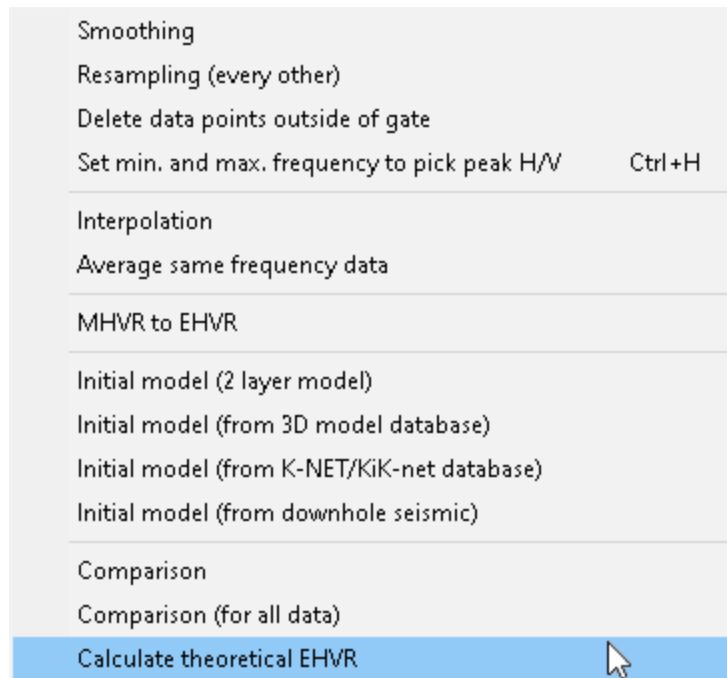 Smoothing
Resampling (every other)
Delete data points outside of gate
Set min. and max. frequency to pick peak H/V Ctrl+H
Interpolation
Average same frequency data
MHVR to EHVR
Initial model (2 layer model)
Initial model (from 3D model database)
Initial model (from K-NET/KiK-net database)
Initial model (from downhole seismic)
Comparison
Comparison (for all data)
Calculate theoretical EHVR